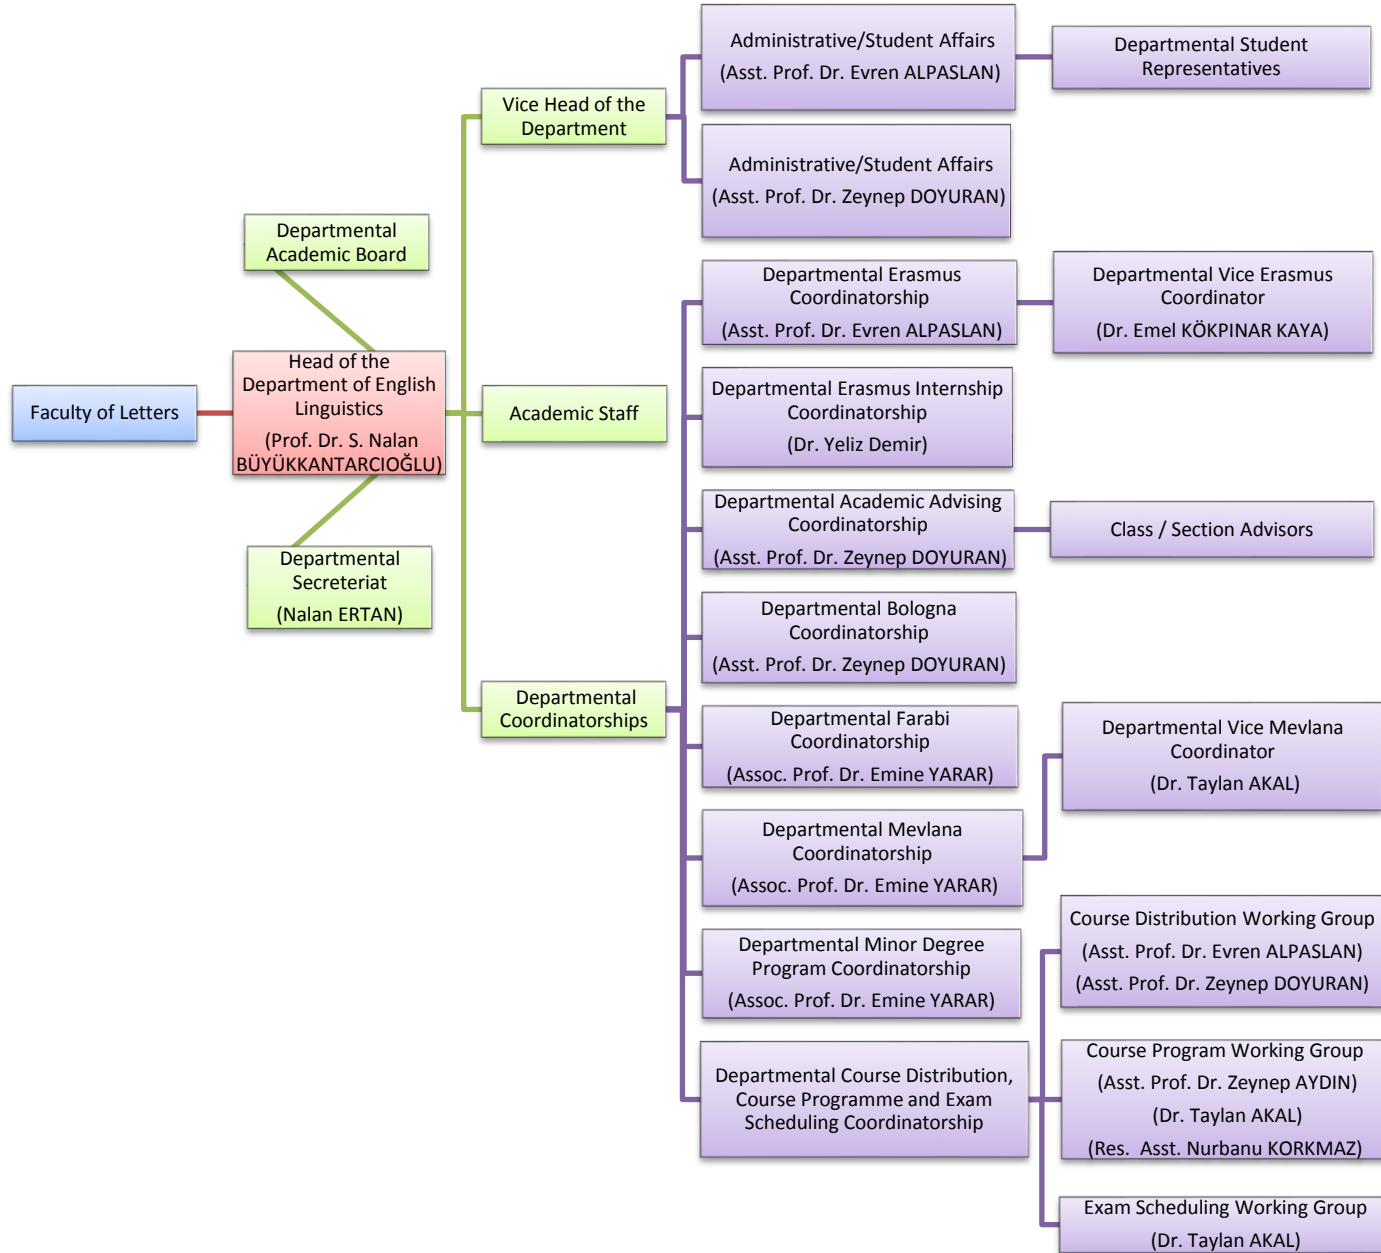 Faculty of Letters
Departmental
Academic Board
Head of the
Department of English
Linguistics
(Prof. Dr. S. Nalan
BÜYÜKKANTARCIOĞLU)
Departmental
Secreteriat
(Nalan ERTAN)
Vice Head of the
Department
Administrative/Student Affairs
(Asst. Prof. Dr. Evren ALPASLAN)
Departmental Student
Representatives
Administrative/Student Affairs
(Asst. Prof. Dr. Zeynep DOYURAN)
Academic Staff
Departmental
Coordinatorships
Departmental Erasmus
Coordinatorship
(Asst. Prof. Dr. Evren ALPASLAN)
Departmental Vice Erasmus
Coordinator
(Dr. Emel KÖKPINAR KAYA)
Departmental Erasmus Internship
Coordinatorship
(Dr. Yeliz Demir)
Departmental Academic Advising
Coordinatorship
(Asst. Prof. Dr. Zeynep DOYURAN)
Class / Section Advisors
Departmental Bologna
Coordinatorship
(Asst. Prof. Dr. Zeynep DOYURAN)
Departmental Farabi
Coordinatorship
(Assoc. Prof. Dr. Emine YARAR)
Departmental Mevlana
Coordinatorship
(Assoc. Prof. Dr. Emine YARAR)
Departmental Vice Mevlana
Coordinator
(Dr. Taylan AKAL)
Departmental Minor Degree
Program Coordinatorship
(Assoc. Prof. Dr. Emine YARAR)
Departmental Course Distribution,
Course Programme and Exam
Scheduling Coordinatorship
Course Distribution Working Group
(Asst. Prof. Dr. Evren ALPASLAN)
(Asst. Prof. Dr. Zeynep DOYURAN)
Course Program Working Group
(Asst. Prof. Dr. Zeynep AYDIN)
(Dr. Taylan AKAL)
(Res. Asst. Nurbanu KORKMAZ)
Exam Scheduling Working Group
(Dr. Taylan AKAL)